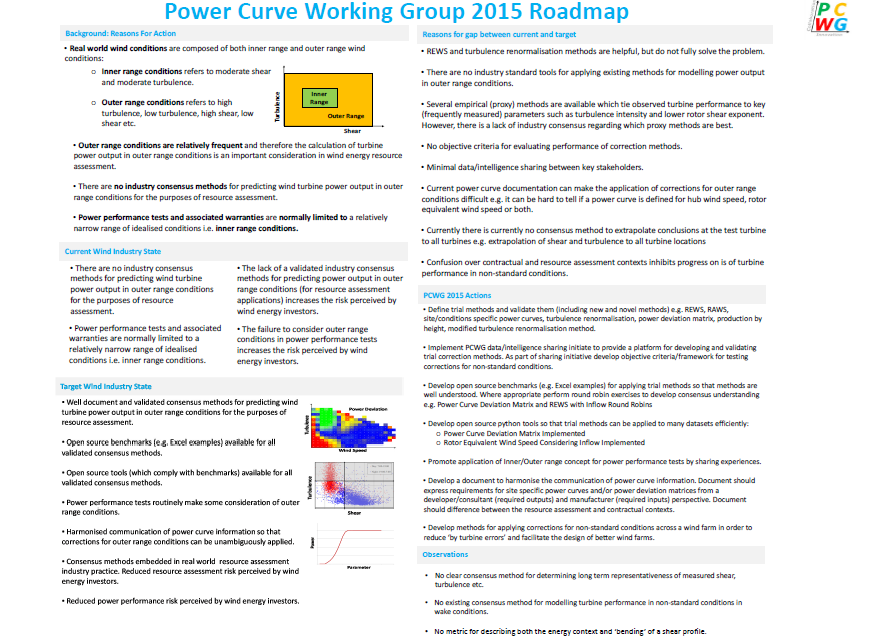 Power Curve Working Group 2015 Roadmap
P C
W G
Background: Reasons For Action
• Real world wind conditions are composed of both inner range and outer range wind
conditions:
o Inner range conditions refers to moderate shear
and moderate turbulence.
o Outer range conditions refers to high
turbulence, low turbulence, high shear, low
shear etc.
Turbulence
Inner
Range
Outer Range
Shear
• Outer range conditions are relatively frequent and therefore the calculation of turbine
power output in outer range conditions is an important consideration in wind energy resource
assessment.
• There are no industry consensus methods for predicting wind turbine power output in outer
range conditions for the purposes of resource assessment.
• Power performance tests and associated warranties are normally limited to a relatively
narrow range of idealised conditions i.e. inner range conditions.
Current Wind Industry State
• There are no industry consensus
methods for predicting wind turbine
power output in outer range conditions
for the purposes of resource
assessment.
• Power performance tests and associated
warranties are normally limited to a
relatively narrow range of idealised
conditions i.e. inner range conditions.
• The lack of a validated industry consensus
methods for predicting power output in outer
range conditions (for resource assessment
applications) increases the risk perceived by
wind energy investors.
• The failure to consider outer range
conditions in power performance tests
increases the risk perceived by wind
energy investors.
Target Wind Industry State
• Well document and validated consensus methods for predicting wind
turbine power output in outer range conditions for the purposes of
resource assessment.
• Open source benchmarks (e.g. Excel examples) available for all
validated consensus methods.
• Open source tools (which comply with benchmarks) available for all
validated consensus methods.
• Power performance tests routinely make some consideration of outer
range conditions.
• Harmonised communication of power curve information so that
corrections for outer range conditions can be unambiguously applied.
• Consensus methods embedded in real world resource assessment
industry practice. Reduced resource assessment risk perceived by wind
energy investors.
• Reduced power performance risk perceived by wind energy investors.
Power Deviation
Turbulence
Wind Speed
Turbulence
Shear
Power
Parameter
Reasons for gap between current and target
• REWS and turbulence renormalisation methods are helpful, but do not fully solve the problem.
• There are no industry standard tools for applying existing methods for modelling power output
in outer range conditions.
• Several empirical (proxy) methods are available which tie observed turbine performance to key
(frequently measured) parameters such as turbulence intensity and lower rotor shear exponent.
However, there is a lack of industry consensus regarding which proxy methods are best.
• No objective criteria for evaluating performance of correction methods.
• Minimal data/intelligence sharing between key stakeholders.
• Current power curve documentation can make the application of corrections for outer range
conditions difficult e.g. it can be hard to tell if a power curve is defined for hub wind speed, rotor
equivalent wind speed or both.
• Currently there is currently no consensus method to extrapolate conclusions at the test turbine
to all turbines e.g. extrapolation of shear and turbulence to all turbine locations
• Confusion over contractual and resource assessment contexts inhibits progress on is of turbine
performance in non-standard conditions.
PCWG 2015 Actions
• Define trial methods and validate them (including new and novel methods) e.g. REWS, RAWS,
site/conditions specific power curves, turbulence renormalisation, power deviation matrix, production by
height, modified turbulence renormalisation method.
• Implement PCWG data/intelligence sharing initiate to provide a platform for developing and validating
trial correction methods. As part of sharing initiative develop objective criteria/framework for testing
corrections for non-standard conditions.
• Develop open source benchmarks (e.g. Excel examples) for applying trial methods so that methods are
well understood. Where appropriate perform round robin exercises to develop consensus understanding
e.g. Power Curve Deviation Matrix and REWS with Inflow Round Robins
• Develop open source python tools so that trial methods can be applied to many datasets efficiently:
o Power Curve Deviation Matrix Implemented
o Rotor Equivalent Wind Speed Considering Inflow Implemented
• Promote application of Inner/Outer range concept for power performance tests by sharing experiences.
• Develop a document to harmonise the communication of power curve information. Document should
express requirements for site specific power curves and/or power deviation matrices from a
developer/consultant (required outputs) and manufacturer (required inputs) perspective. Document
should difference between the resource assessment and contractual contexts.
• Develop methods for applying corrections for non-standard conditions across a wind farm in order to
reduce 'by turbine errors' and facilitate the design of better wind farms.
Observations
• No clear consensus method for determining long term representativeness of measured shear,
turbulence etc.
• No existing consensus method for modelling turbine performance in non-standard conditions in
wake conditions.
• No metric for describing both the energy context and 'bending' of a shear profile.